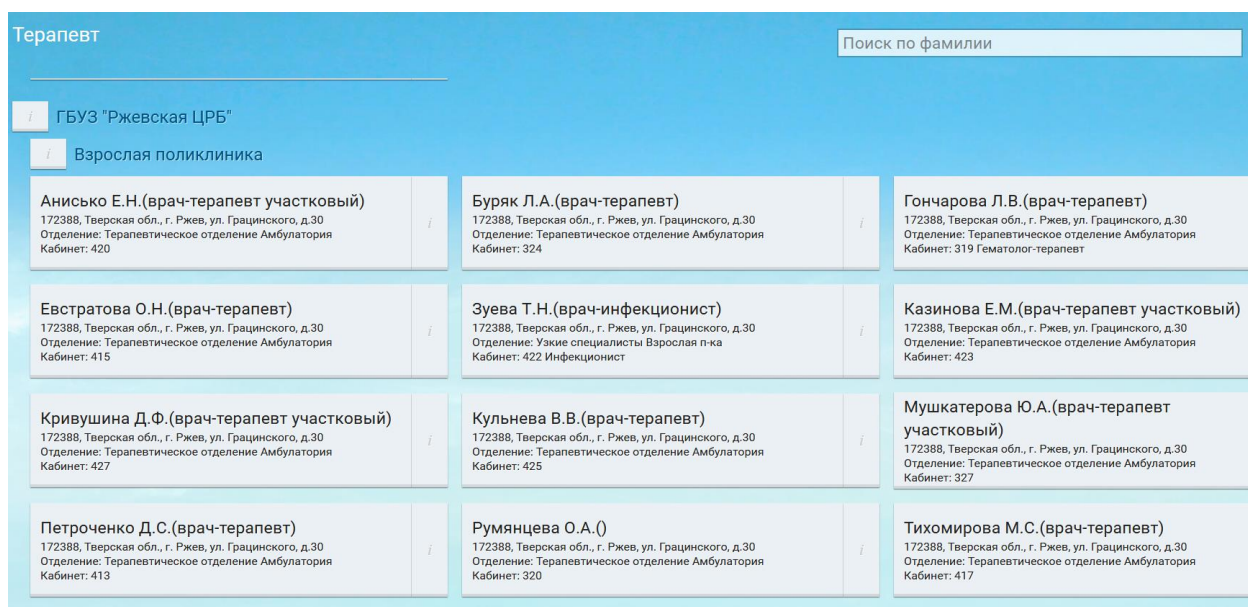 Терапевт
Поиск по фамилии
i ГБУЗ "Ржевская ЦРБ"
i Взрослая поликлиника
Анисько Е.Н.(врач-терапевт участковый)
172388, Тверская обл., г. Ржев, ул. Грацинского, д.30
Отделение: Терапевтическое отделение Амбулатория
Кабинет: 420
i
Буряк Л.А.(врач-терапевт)
172388, Тверская обл., г. Ржев, ул. Грацинского, д.30
Отделение: Терапевтическое отделение Амбулатория
Кабинет: 324
i
Гончарова Л.В.(врач-терапевт)
172388, Тверская обл., г. Ржев, ул. Грацинского, д.30
Отделение: Терапевтическое отделение Амбулатория
Кабинет: 319 Гематолог-терапевт
Евстратова О.Н.(врач-терапевт)
172388, Тверская обл., г. Ржев, ул. Грацинского, д.30
Отделение: Терапевтическое отделение Амбулатория
Кабинет: 415
i
Зуева Т.Н.(врач-инфекционист)
172388, Тверская обл., г. Ржев, ул. Грацинского, д.30
Отделение: Узкие специалисты Взрослая п-ка
Кабинет: 422 Инфекционист
i
Казинова Е.М.(врач-терапевт участковый)
172388, Тверская обл., г. Ржев, ул. Грацинского, д.30
Отделение: Терапевтическое отделение Амбулатория
Кабинет: 423
Кривушина Д.Ф.(врач-терапевт участковый)
172388, Тверская обл., г. Ржев, ул. Грацинского, д.30
Отделение: Терапевтическое отделение Амбулатория
Кабинет: 427
i
Кульнева В.В.(врач-терапевт)
172388, Тверская обл., г. Ржев, ул. Грацинского, д.30
Отделение: Терапевтическое отделение Амбулатория
Кабинет: 425
i
Мушкатерова Ю.А.(врач-терапевт
участковый)
172388, Тверская обл., г. Ржев, ул. Грацинского, д.30
Отделение: Терапевтическое отделение Амбулатория
Кабинет: 327
Петроченко Д.С.(врач-терапевт)
172388, Тверская обл., г. Ржев, ул. Грацинского, д.30
Отделение: Терапевтическое отделение Амбулатория
Кабинет: 413
i
Румянцева О.А.()
172388, Тверская обл., г. Ржев, ул. Грацинского, д.30
Отделение: Терапевтическое отделение Амбулатория
Кабинет: 320
i
Тихомирова М.С.(врач-терапевт)
172388, Тверская обл., г. Ржев, ул. Грацинского, д.30
Отделение: Терапевтическое отделение Амбулатория
Кабинет: 417